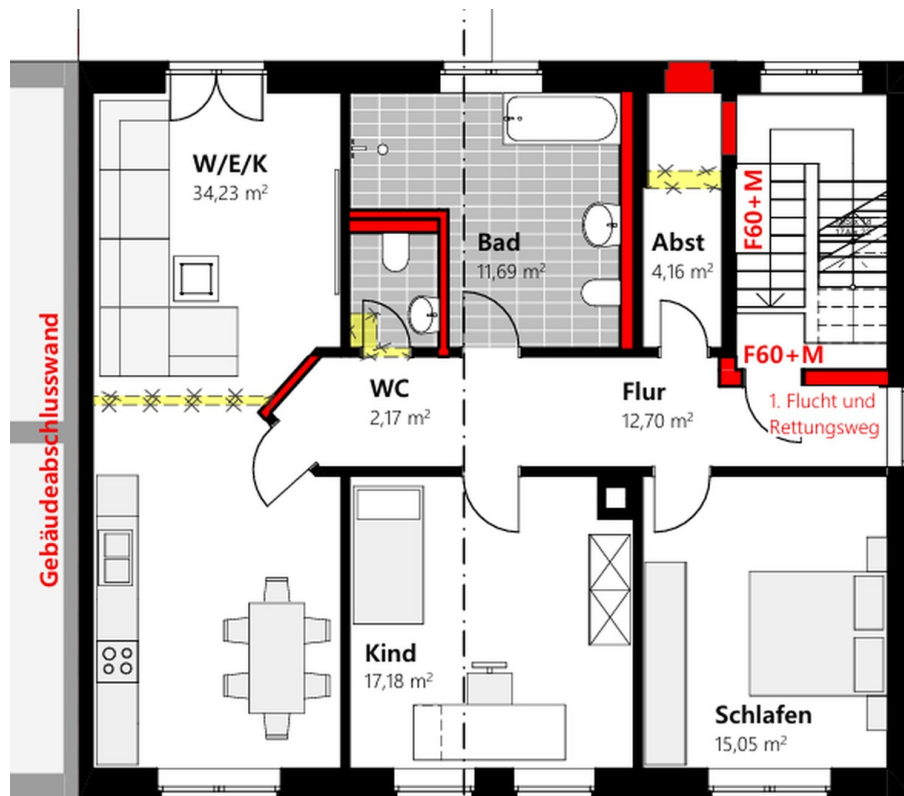 W/E/K
34,23 m²
Bad
11,69 m²
Abst
4,16 m²
F60+M
F60+M
WC
2,17 m²
Flur
12,70 m²
1. Flucht und
Rettungsweg
Gebäudeabschlusswand
Kind
17,18 m²
Schlafen
15,05 m²